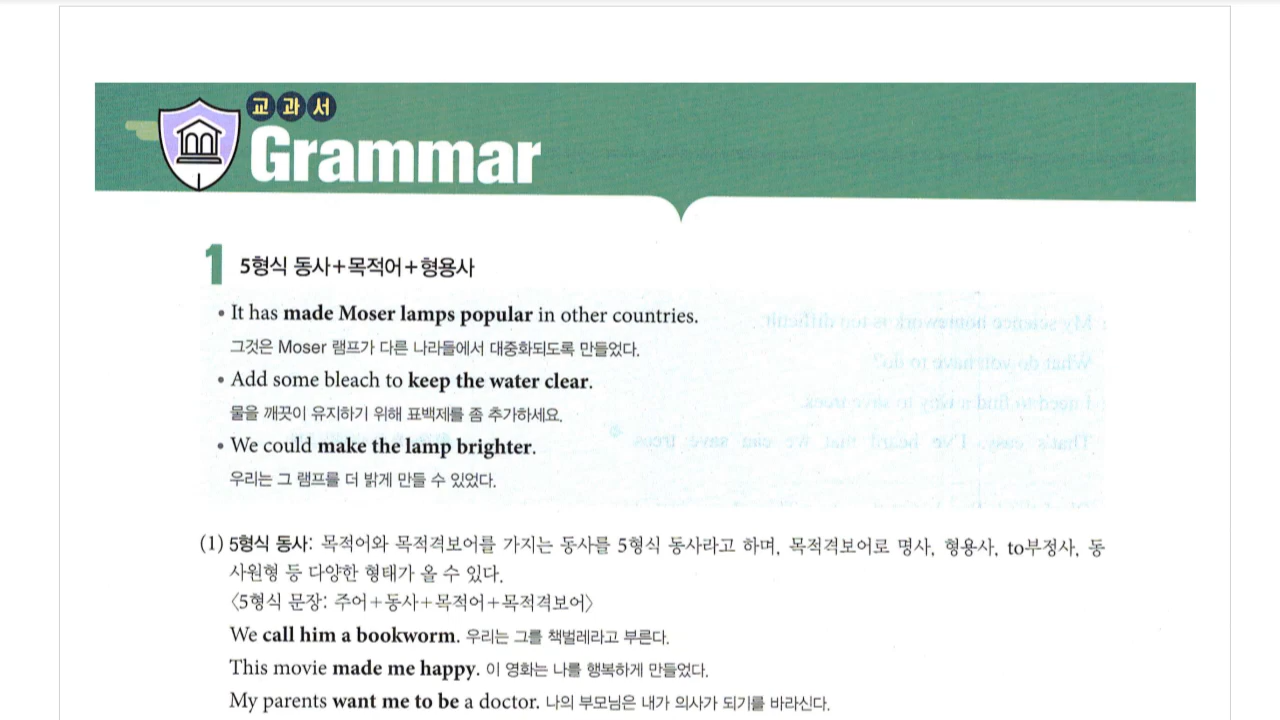 교과서
Grammar
1 5형식 동사+목적어+형용사
• It has made Moser lamps popular in other countries.
그것은 Moser 램프가 다른 나라들에서 대중화되도록 만들었다.
• Add some bleach to keep the water clear.
물을 깨끗이 유지하기 위해 표백제를 좀 추가하세요.
• We could make the lamp brighter.
우리는 그 램프를 더 밝게 만들 수 있었다.
(1) 5형식 동사: 목적어와 목적격보어를 가지는 동사를 5형식 동사라고 하며, 목적격보어로 명사, 형용사, to부정사, 동
사원형 등 다양한 형태가 올 수 있다.
〈5형식 문장: 주어+동사+목적어+목적격보어〉
We call him a bookworm. 우리는 그를 책벌레라고 부른다.
This movie made me happy. 이 영화는 나를 행복하게 만들었다.
My parents want me to be a doctor. 나의 부모님은 내가 의사가 되기를 바라신다.